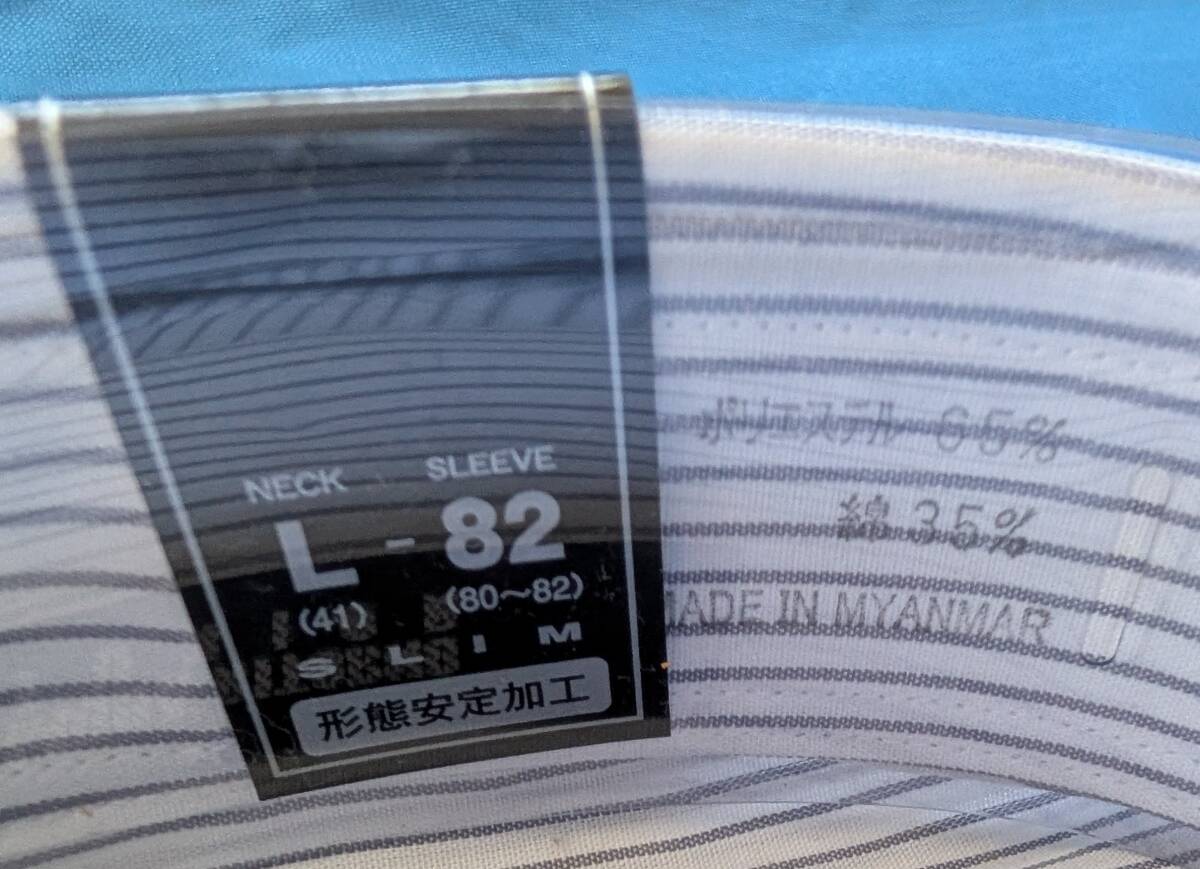 NECK SLEEVE
L - 82
(41) (80～82)
SLIM
形態安定加工
ポリエステル 65%
綿 35%
MADE IN MYANMAR